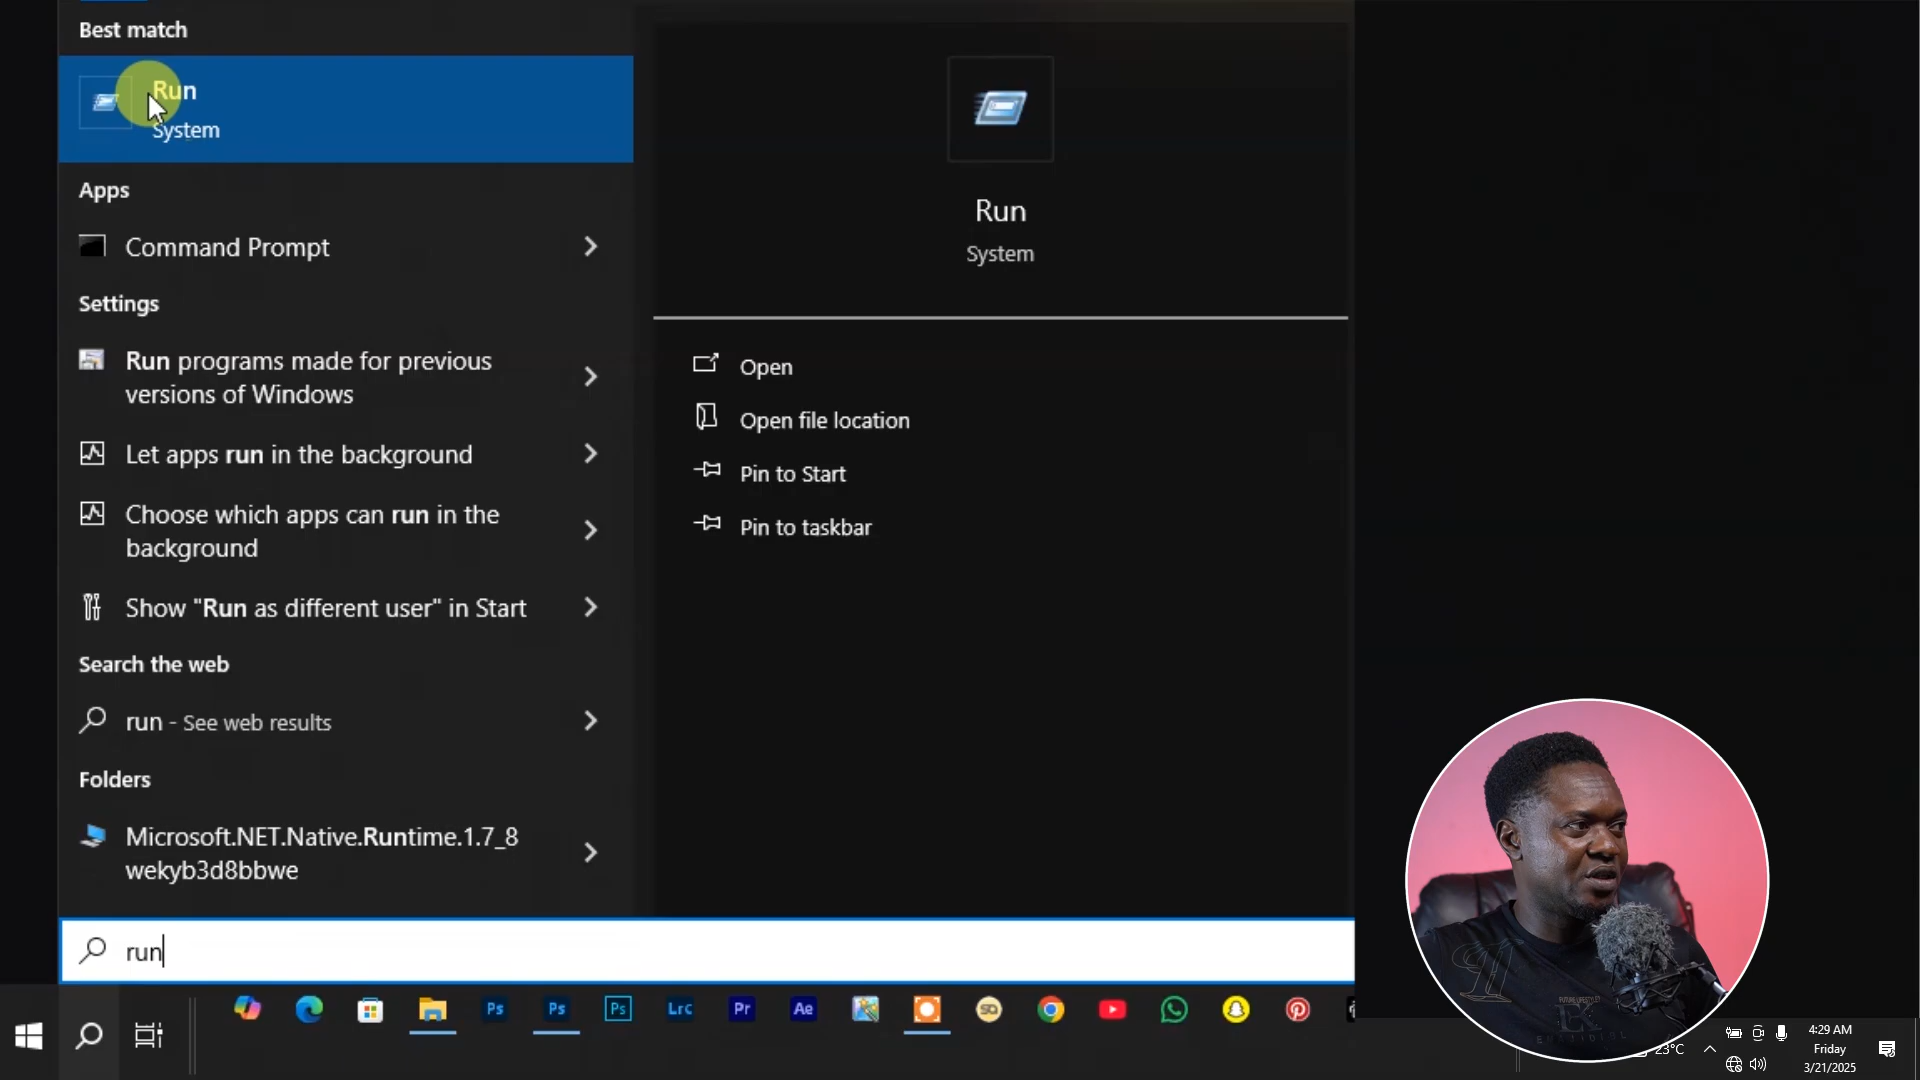 Best match
Run
System
Apps
Command Prompt
Settings
Run programs made for previous
versions of Windows
Let apps run in the background
Choose which apps can run in the
background
Show "Run as different user" in Start
Search the web
run - See web results
Folders
Microsoft.NET.Native.Runtime.1.7_8
wekyb3d8bbwe
run
Run
System
Open
Open file location
Pin to Start
Pin to taskbar
Ps
Ps
Ps
Lrc
Pr
Ae
23°C
4:29 AM
Friday
3/21/2025